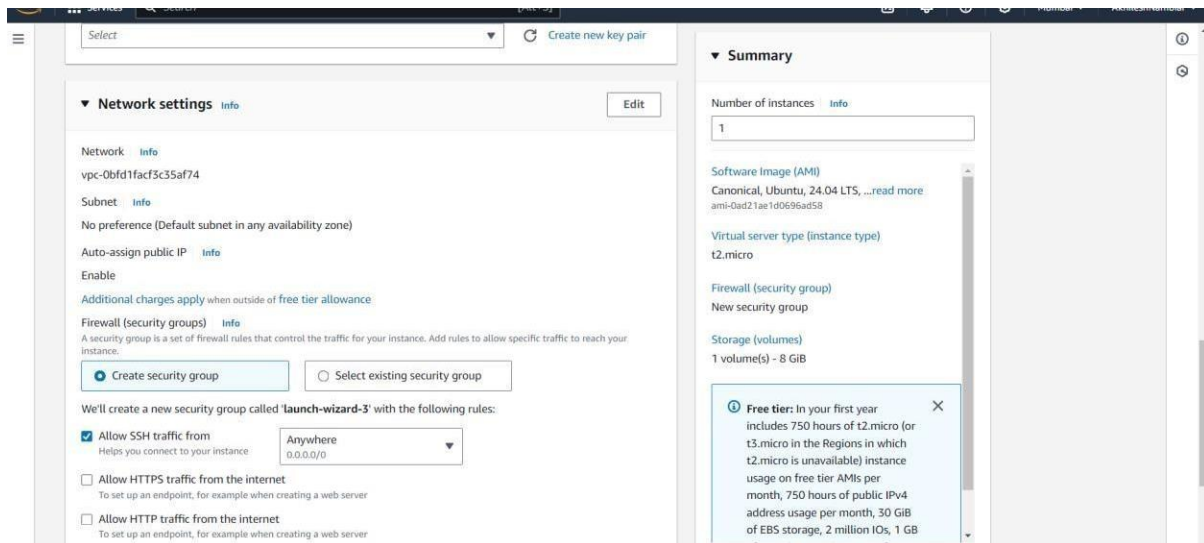 Services
Search
[Alt+S]
Mumbai
AkhileshNambiar
Select
Create new key pair
Network settings Info
Edit
Network Info
vpc-0bfd1facf3c35af74
Subnet Info
No preference (Default subnet in any availability zone)
Auto-assign public IP Info
Enable
Additional charges apply when outside of free tier allowance
Firewall (security groups) Info
A security group is a set of firewall rules that control the traffic for your instance. Add rules to allow specific traffic to reach your
instance.
Create security group
Select existing security group
We'll create a new security group called 'launch-wizard-3' with the following rules:
Allow SSH traffic from
Helps you connect to your instance
Anywhere
0.0.0.0/0
Allow HTTPS traffic from the internet
To set up an endpoint, for example when creating a web server
Allow HTTP traffic from the internet
To set up an endpoint, for example when creating a web server
Summary
Number of instances Info
1
Software Image (AMI)
Canonical, Ubuntu, 24.04 LTS, ...read more
ami-0ad21ae1d0696ad58
Virtual server type (instance type)
t2.micro
Firewall (security group)
New security group
Storage (volumes)
1 volume(s) - 8 GiB
Free tier: In your first year
includes 750 hours of t2.micro (or
t3.micro in the Regions in which
t2.micro is unavailable) instance
usage on free tier AMIs per
month, 750 hours of public IPv4
address usage per month, 30 GiB
of EBS storage, 2 million IOs, 1 GB